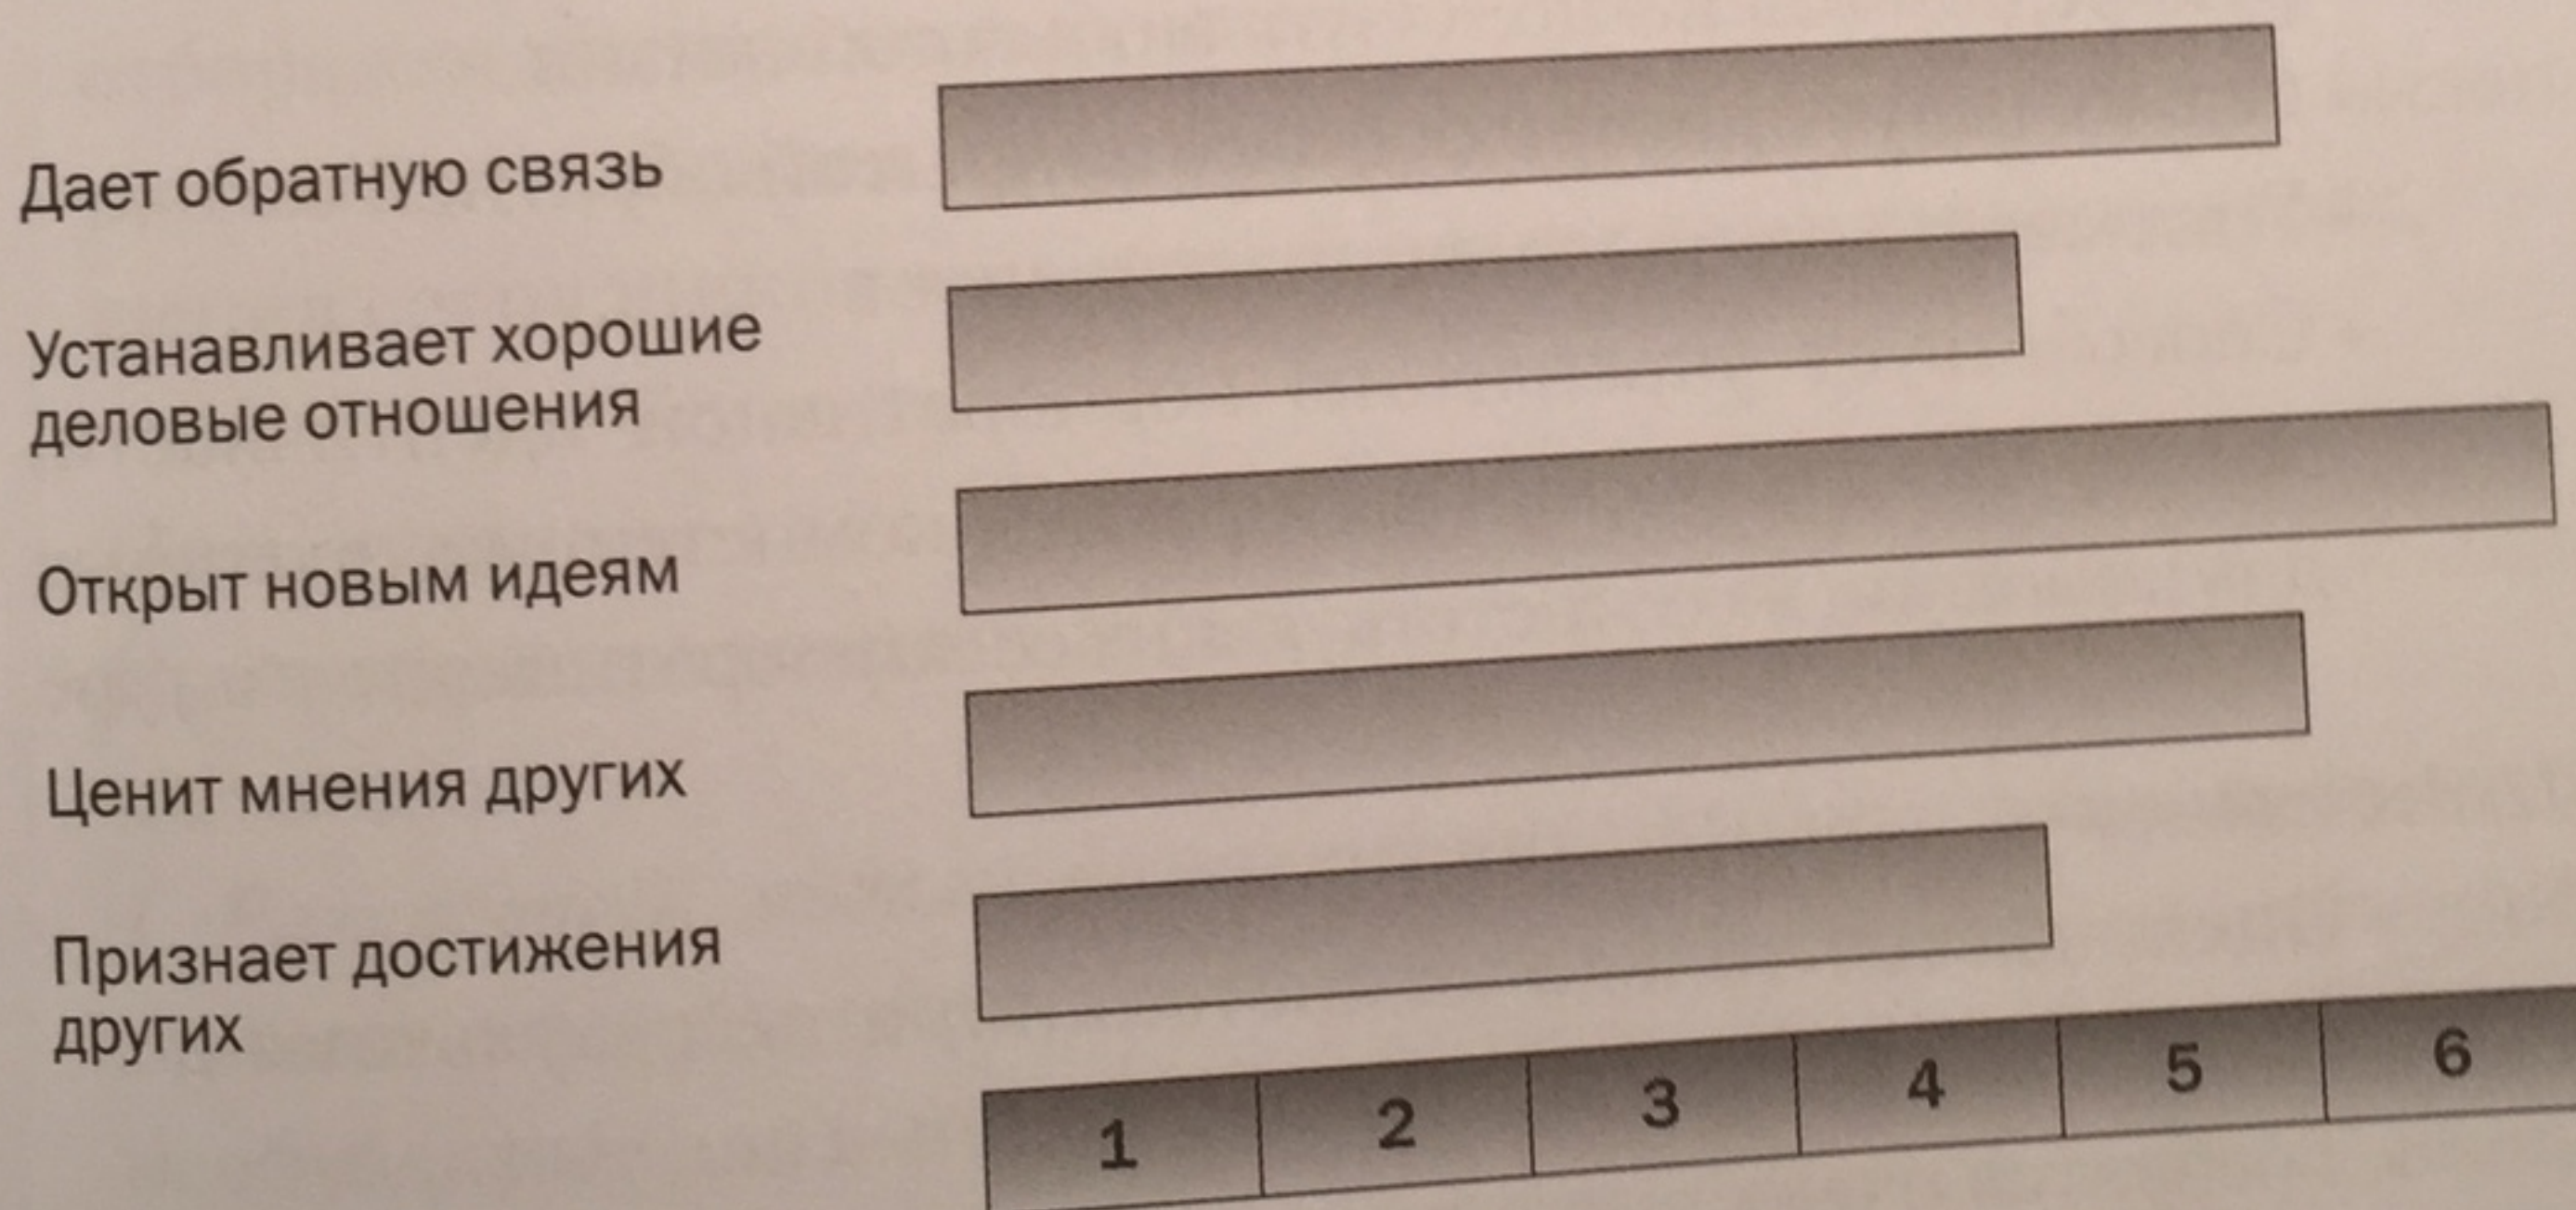 Дает обратную связь
Устанавливает хорошие
деловые отношения
Открыт новым идеям
Ценит мнения других
Признает достижения
других
1 2 3 4 5 6